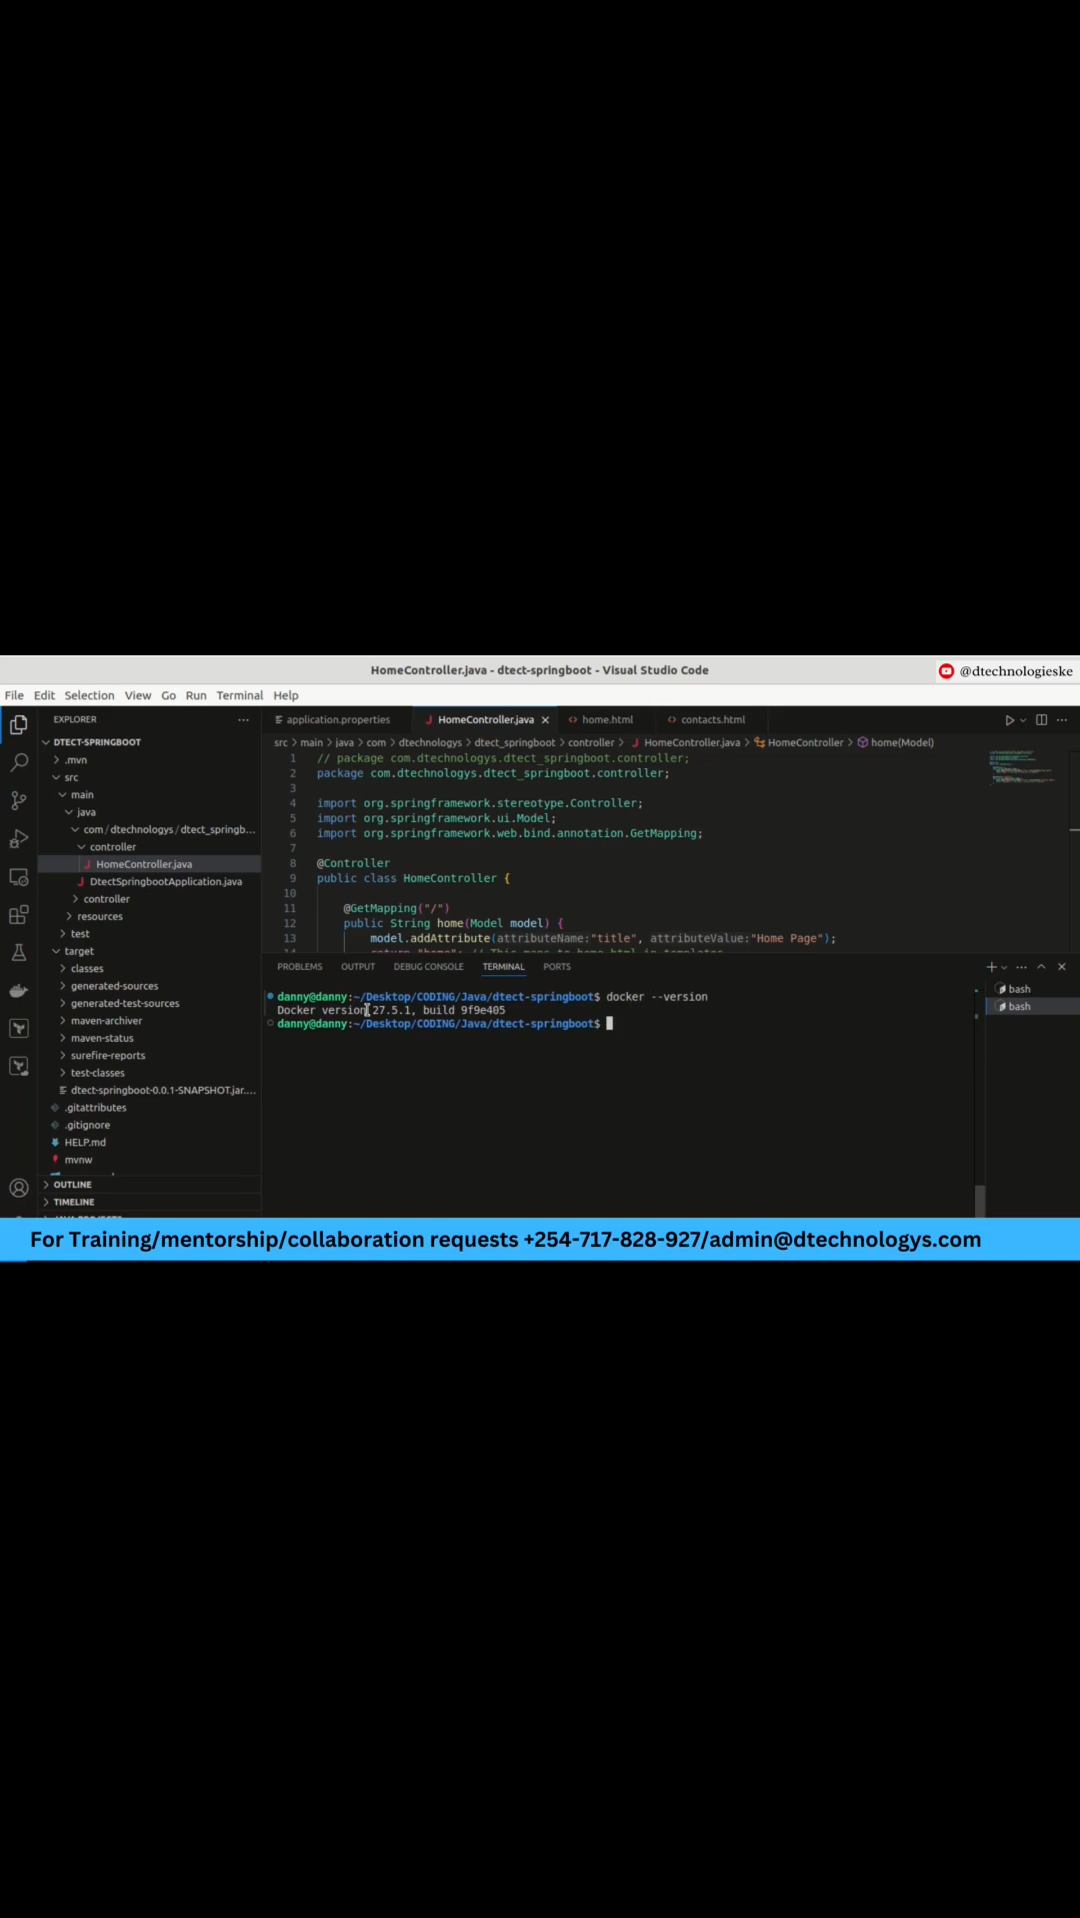 HomeController.java - dtect-springboot - Visual Studio Code
@dtechnologieske
File Edit Selection View Go Run Terminal Help
EXPLORER
DTECT-SPRINGBOOT
.mvn
src
main
java
com / dtechnologys / dtect_springb...
controller
HomeController.java
DtectSpringbootApplication.java
controller
resources
test
target
classes
generated-sources
generated-test-sources
maven-archiver
maven-status
surefire-reports
test-classes
dtect-springboot-0.0.1-SNAPSHOT.jar....
.gitattributes
.gitignore
HELP.md
mvnw
OUTLINE
TIMELINE
application.properties HomeController.java home.html contacts.html
src > main > java > com > dtechnologys > dtect_springboot > controller > HomeController.java > HomeController > home(Model)
1 // package com.dtechnologys.dtect_springboot.controller;
2 package com.dtechnologys.dtect_springboot.controller;
3
4 import org.springframework.stereotype.Controller;
5 import org.springframework.ui.Model;
6 import org.springframework.web.bind.annotation.GetMapping;
7
8 @Controller
9 public class HomeController {
10
11 @GetMapping("/")
12 public String home(Model model) {
13 model.addAttribute(attributeName:"title", attributeValue:"Home Page");
PROBLEMS OUTPUT DEBUG CONSOLE TERMINAL PORTS
danny@danny:~/Desktop/CODING/Java/dtect-springboot$ docker --version
Docker version 27.5.1, build 9f9e405
danny@danny:~/Desktop/CODING/Java/dtect-springboot$
bash
bash
For Training/mentorship/collaboration requests +254-717-828-927/admin@dtechnologys.com